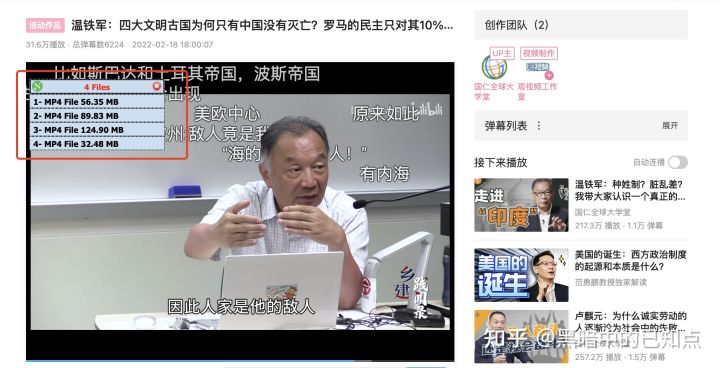 活动作品 温铁军：四大文明古国为何只有中国没有灭亡？罗马的民主只对其10%...
31.6万播放 · 总弹幕数6224 2022-02-18 18:00:07
比如斯巴达和土耳其帝国，波斯帝国
出现
4 Files
1- MP4 File 56.35 MB
2- MP4 File 89.83 MB
3- MP4 File 124.90 MB
4- MP4 File 32.48 MB
美欧中心
原来如此
bilibili
敌人竟是我
“海的
人！”
有内海
乡建
践闻录
因此人家是他的敌人
创作团队（2）
UP主
视频制作
国仁全球大学堂
观视频工作室
弹幕列表
展开
接下来播放
自动连播
走进“印度”
温铁军：种姓制？脏乱差？我带大家认识一个真正的...
国仁全球大学堂
217.3万 播放 · 1.1万 弹幕
美国的诞生
美国的诞生：西方政治制度的起源和本质是什么？
范勇鹏教授独家解读
卢麒元：为什么诚实劳动的人逐渐沦为社会中的失败...
257.2万 播放 · 1.5万 弹幕
知乎 @黑暗中的已知点